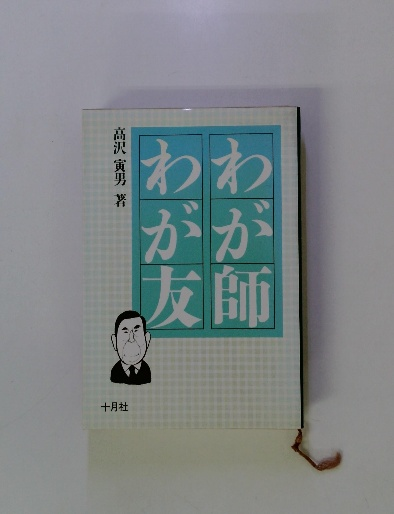 わが師
わが友
高沢寅男 著
十月社